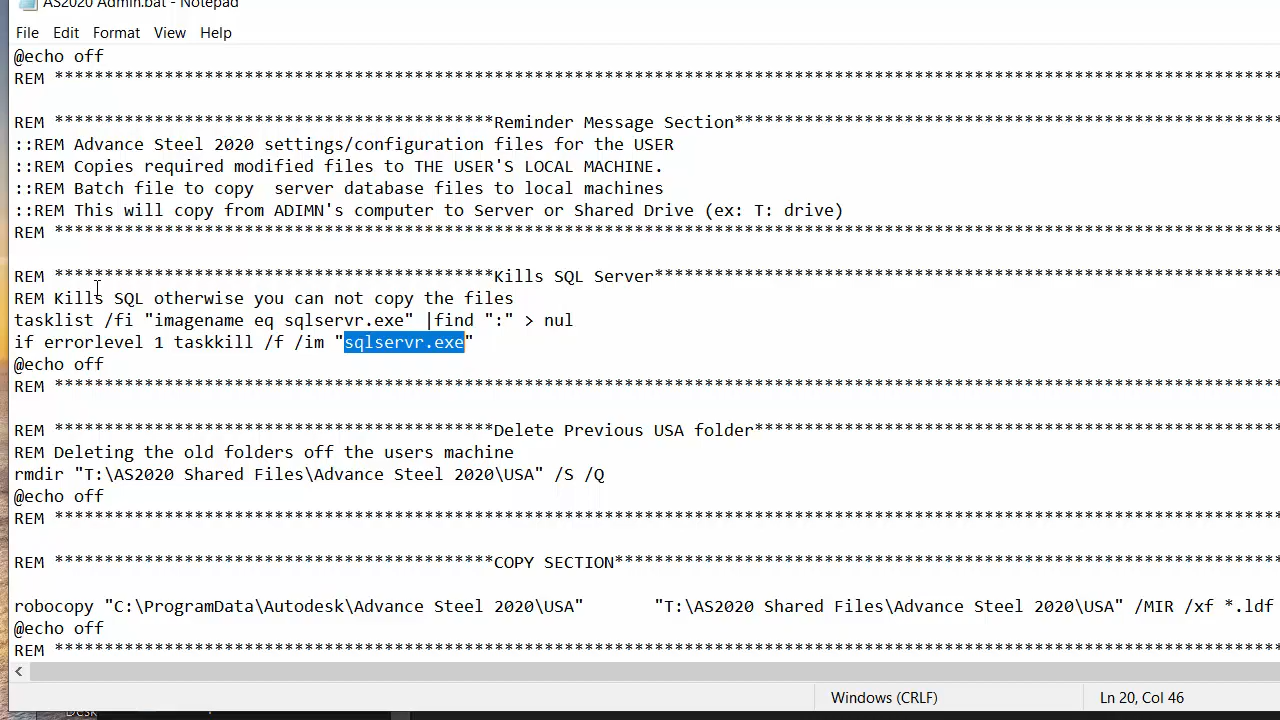 AS2020 Admin.bat - Notepad
File Edit Format View Help
@echo off
REM ******************************************************************************************************************************
REM ********************************************Reminder Message Section*******************************************************
::REM Advance Steel 2020 settings/configuration files for the USER
::REM Copies required modified files to THE USER'S LOCAL MACHINE.
::REM Batch file to copy  server database files to local machines
::REM This will copy from ADIMN's computer to Server or Shared Drive (ex: T: drive)
REM ******************************************************************************************************************************
REM ********************************************Kills SQL Server***************************************************************
REM Kills SQL otherwise you can not copy the files
tasklist /fi "imagename eq sqlservr.exe" |find ":" > nul
if errorlevel 1 taskkill /f /im "sqlservr.exe"
@echo off
REM ******************************************************************************************************************************
REM ********************************************Delete Previous USA folder*****************************************************
REM Deleting the old folders off the users machine
rmdir "T:\AS2020 Shared Files\Advance Steel 2020\USA" /S /Q
@echo off
REM ******************************************************************************************************************************
REM ********************************************COPY SECTION*******************************************************************
robocopy "C:\ProgramData\Autodesk\Advance Steel 2020\USA"       "T:\AS2020 Shared Files\Advance Steel 2020\USA" /MIR /xf *.ldf
@echo off
REM ******************************************************************************************************************************
Windows (CRLF) Ln 20, Col 46